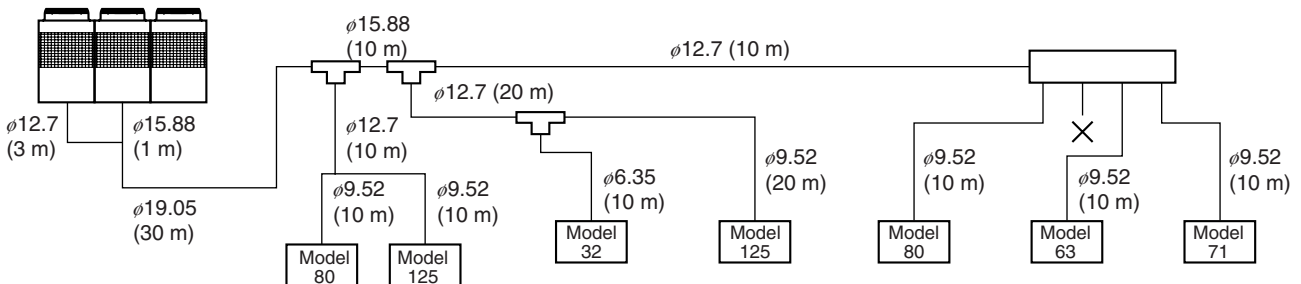 ø15.88
(10 m)
ø12.7 (10 m)
ø12.7 (20 m)
ø12.7
(3 m)
ø15.88
(1 m)
ø12.7
(10 m)
ø19.05
(30 m)
ø9.52
(10 m)
ø9.52
(10 m)
ø6.35
(10 m)
ø9.52
(20 m)
ø9.52
(10 m)
ø9.52
(10 m)
ø9.52
(10 m)
Model
80
Model
125
Model
32
Model
125
Model
80
Model
63
Model
71